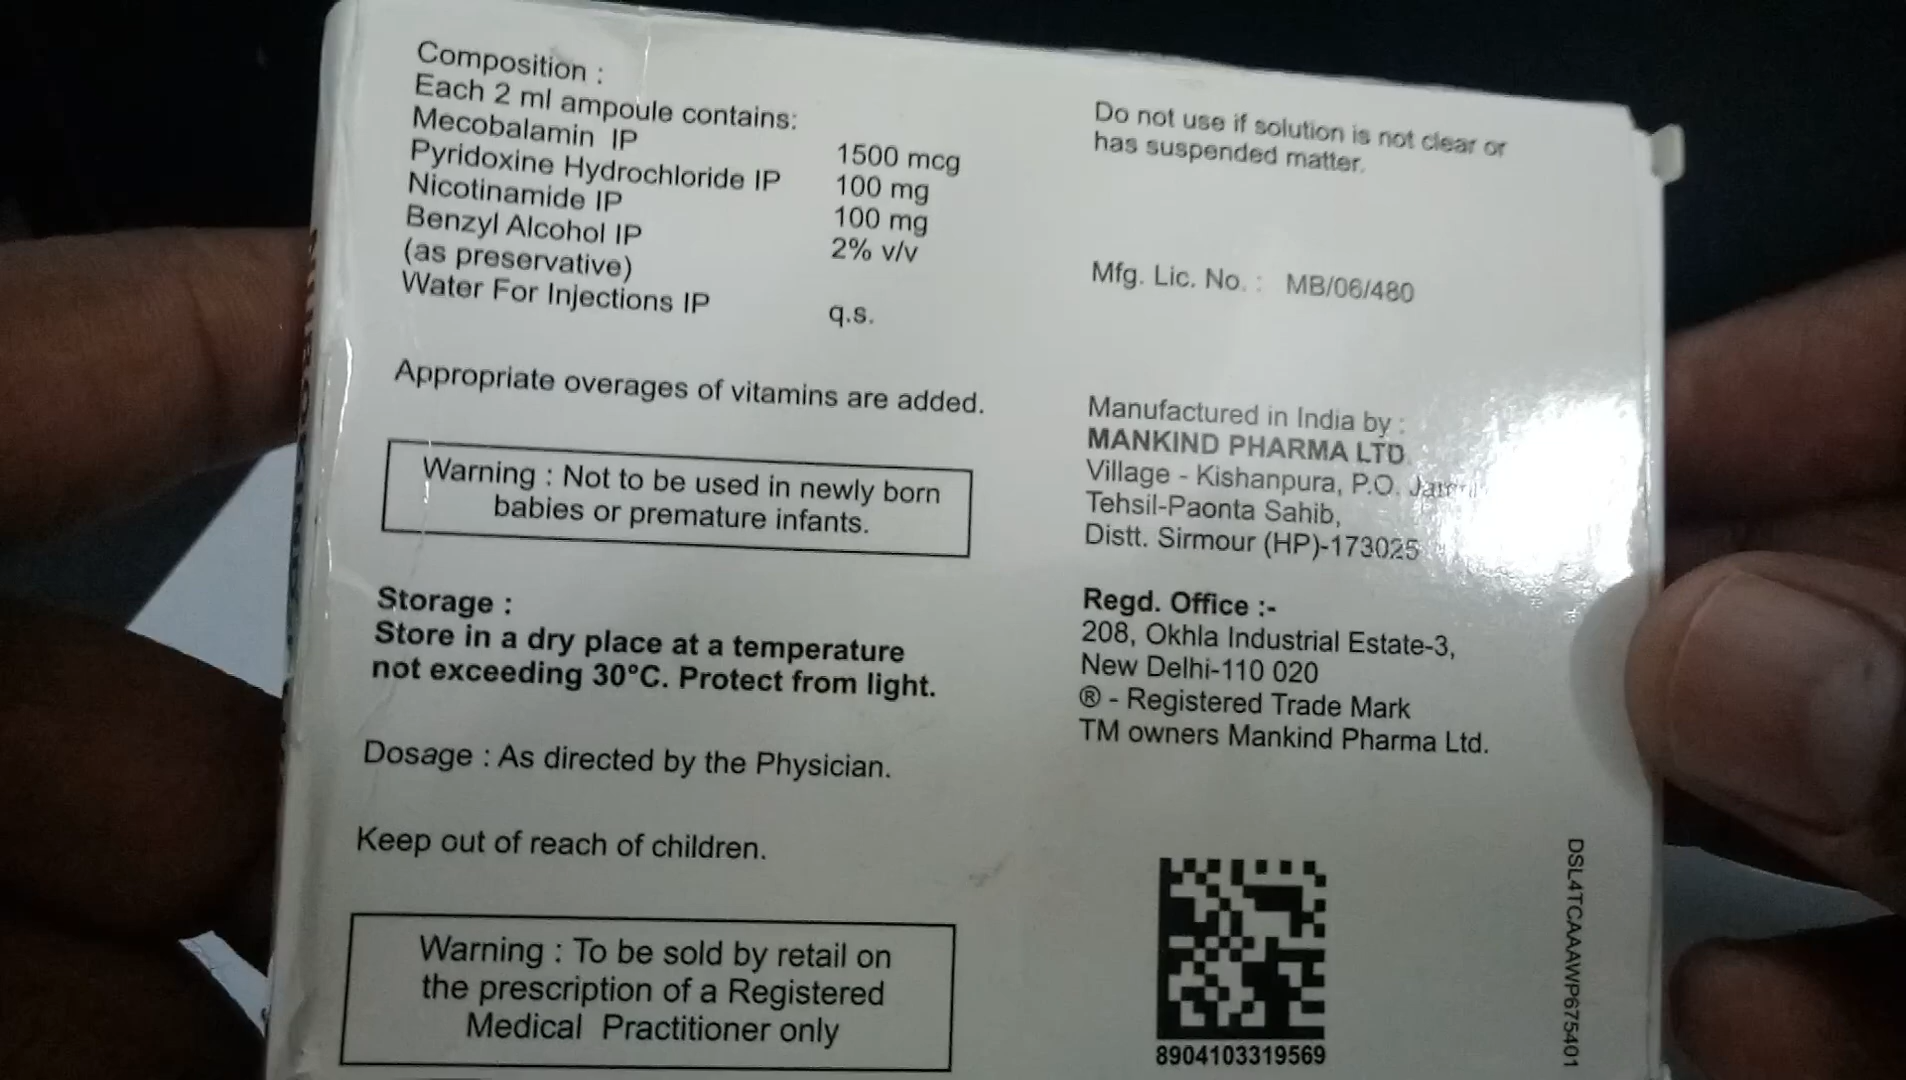 Composition :
Each 2 ml ampoule contains:
Mecobalamin IP 1500 mcg
Pyridoxine Hydrochloride IP 100 mg
Nicotinamide IP 100 mg
Benzyl Alcohol IP 2% v/v
(as preservative)
Water For Injections IP q.s.
Appropriate overages of vitamins are added.
Warning : Not to be used in newly born
babies or premature infants.
Storage :
Store in a dry place at a temperature
not exceeding 30°C. Protect from light.
Dosage : As directed by the Physician.
Keep out of reach of children.
Warning : To be sold by retail on
the prescription of a Registered
Medical Practitioner only
Do not use if solution is not clear or
has suspended matter.
Mfg. Lic. No. : MB/06/480
Manufactured in India by :
MANKIND PHARMA LTD.
Village - Kishanpura, P.O.
Tehsil-Paonta Sahib,
Distt. Sirmour (HP)-173025
Regd. Office :-
208, Okhla Industrial Estate-3,
New Delhi-110 020
® - Registered Trade Mark
TM owners Mankind Pharma Ltd.
8904103319569
DSL4TCAAAWP675401